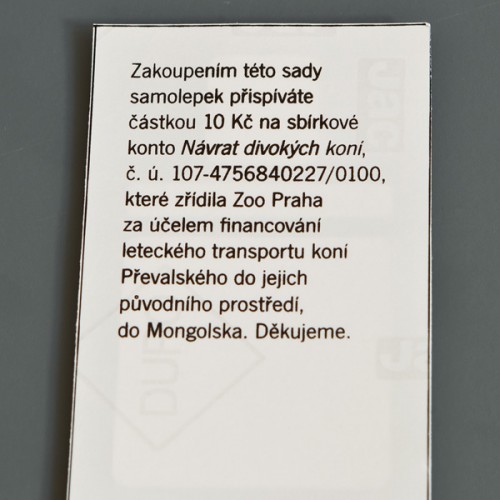 Zakoupením této sady
samolepek přispíváte
částkou 10 Kč na sbírkové
konto Návrat divokých koní,
č. ú. 107-4756840227/0100,
které zřídila Zoo Praha
za účelem financování
leteckého transportu koní
Převalského do jejich
původního prostředí,
do Mongolska. Děkujeme.